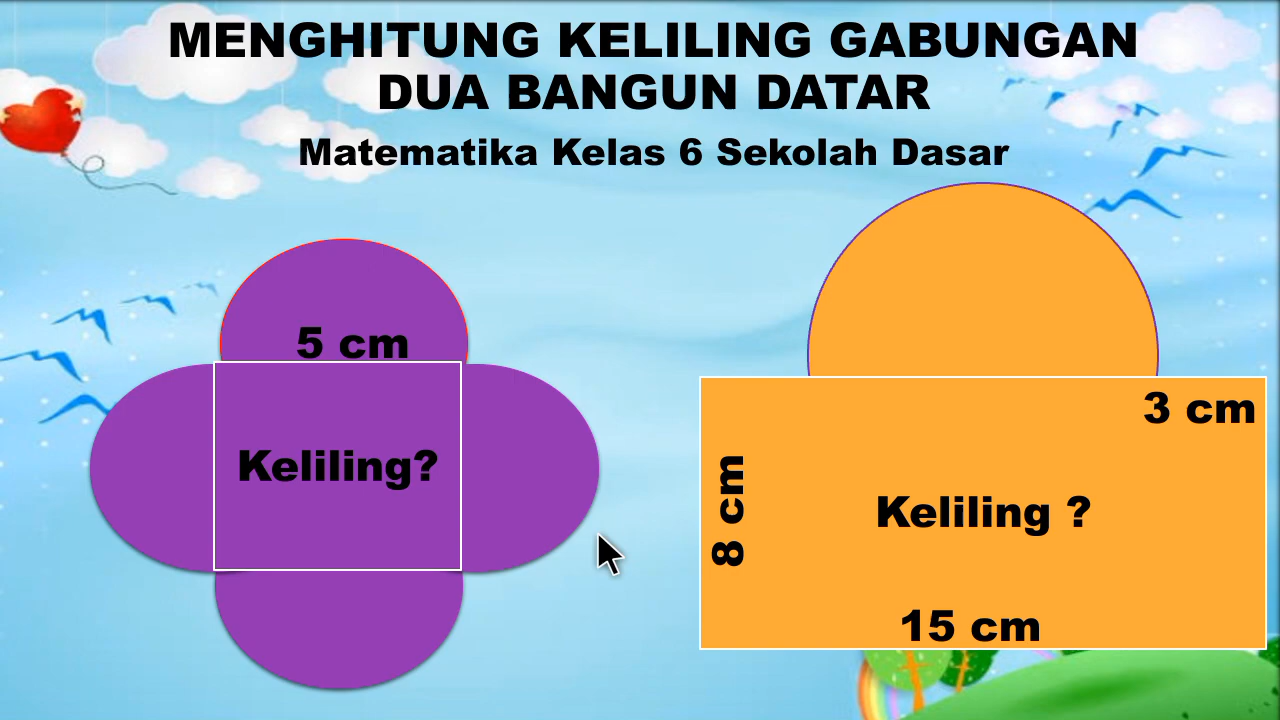 MENGHITUNG KELILING GABUNGAN
DUA BANGUN DATAR
Matematika Kelas 6 Sekolah Dasar
5 cm
Keliling?
3 cm
8 cm
Keliling ?
15 cm